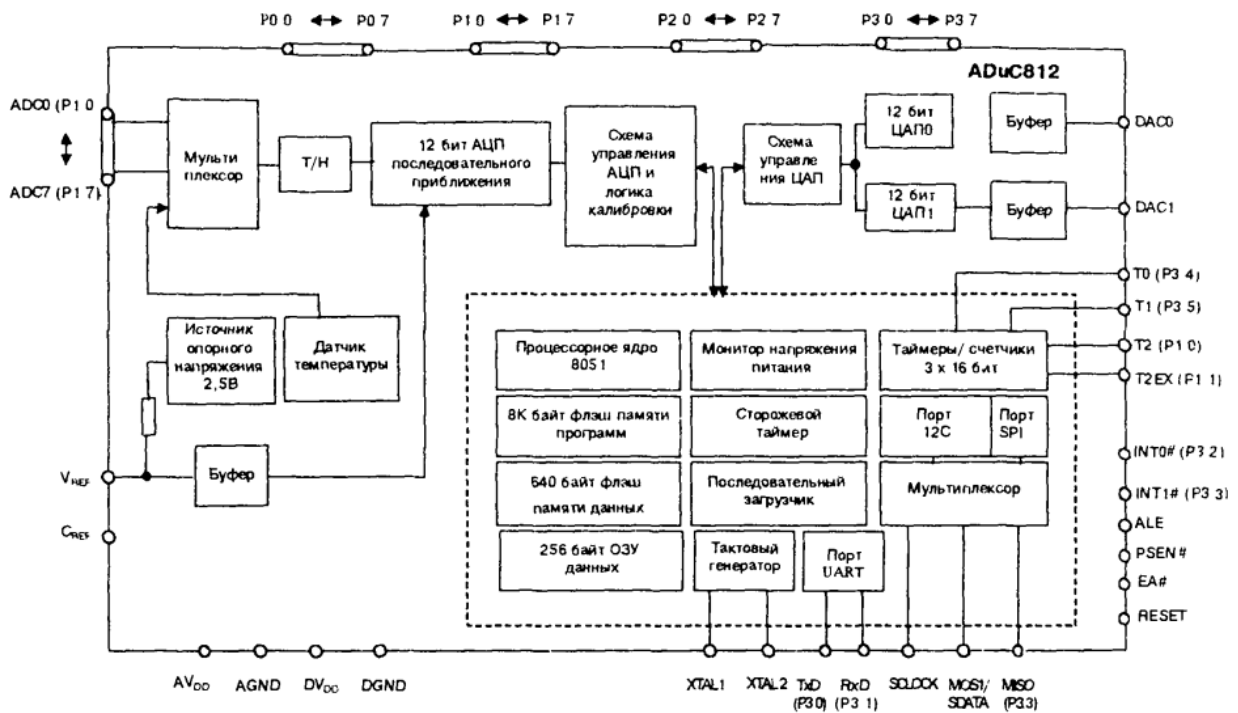 P0 0 ↔ P0 7
P1 0 ↔ P1 7
P2 0 ↔ P2 7
P3 0 ↔ P3 7
ADuC812
ADC0 (P1 0
ADC7 (P1 7)
Мульти
плексор
T/H
12 бит АЦП
последовательного
приближения
Схема
управления
АЦП и
логика
калибровки
Схема
управле
ния ЦАП
12 бит
ЦАП0
12 бит
ЦАП1
Буфер
Буфер
DAC0
DAC1
T0 (P3 4)
T1 (P3 5)
T2 (P1 0)
T2EX (P1 1)
INT0# (P3 2)
INT1# (P3 3)
ALE
PSEN#
EA#
RESET
Источник
опорного
напряжения
2,5В
Датчик
температуры
Буфер
VREF
CREF
Процессорное ядро
8051
Монитор напряжения
питания
Таймеры/ счетчики
3 x 16 бит
8К байт флэш памяти
программ
Сторожевой
таймер
Порт
12C
Порт
SPI
640 байт флэш
памяти данных
Последовательный
загрузчик
Мультиплексор
256 байт ОЗУ
данных
Тактовый
генератор
Порт
UART
AVDD
AGND
DVDD
DGND
XTAL1
XTAL2
TxD
(P3 0)
RxD
(P3 1)
SCLOCK
MOS1/
SDATA
MISO
(P3 3)